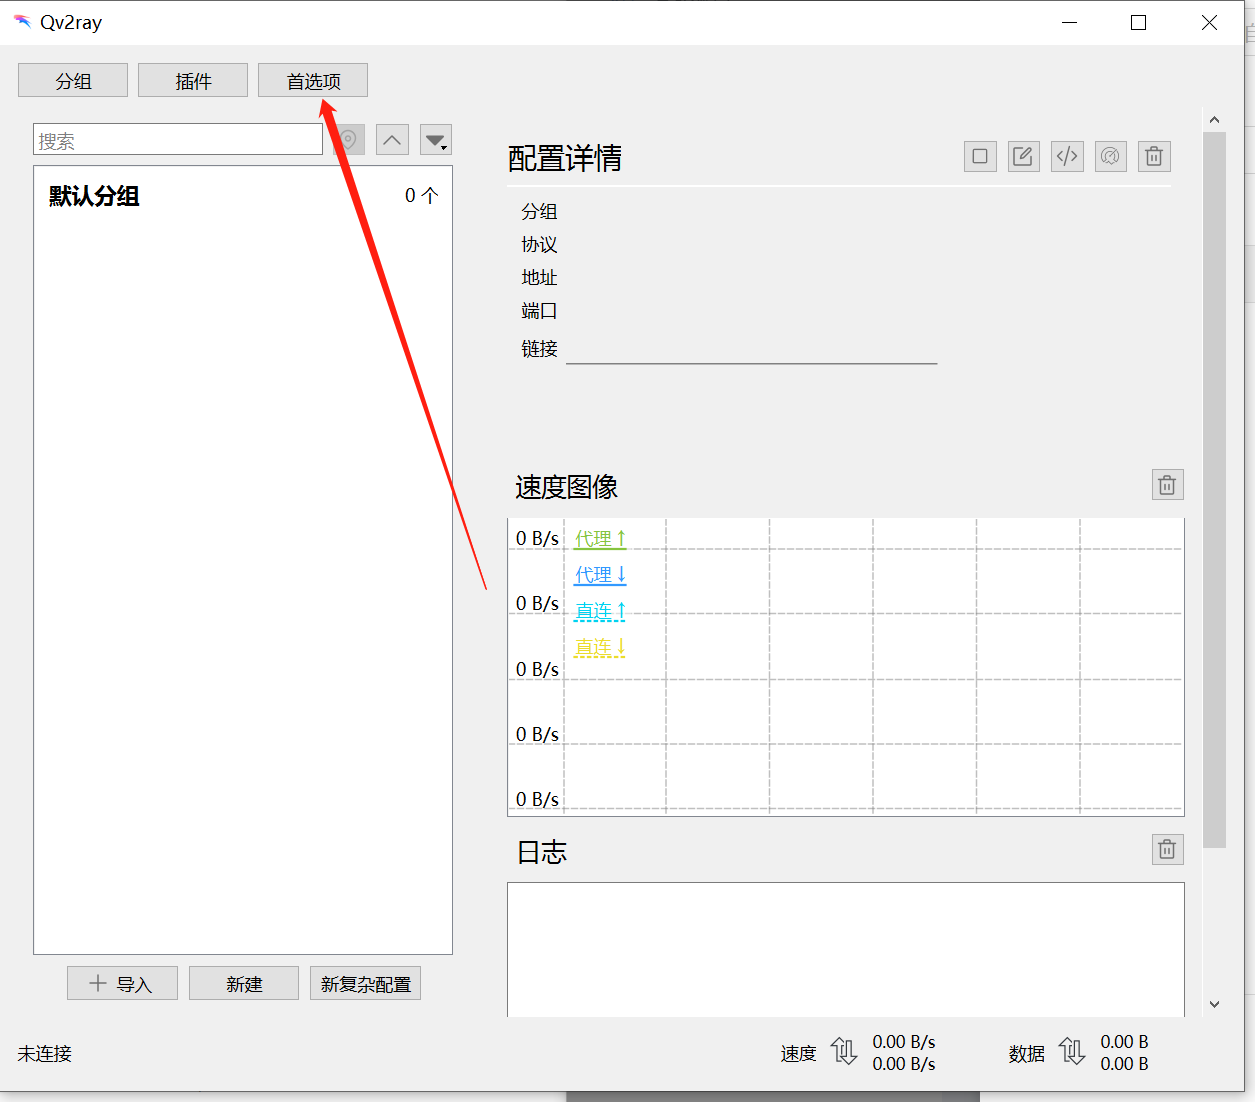 Qv2ray
分组 插件 首选项
搜索
默认分组 0 个
配置详情
分组
协议
地址
端口
链接
速度图像
0 B/s 代理↑
代理↓
0 B/s 直连↑
直连↓
0 B/s
0 B/s
0 B/s
日志
导入 新建 新复杂配置
未连接 速度 0.00 B/s 数据 0.00 B
0.00 B/s 0.00 B